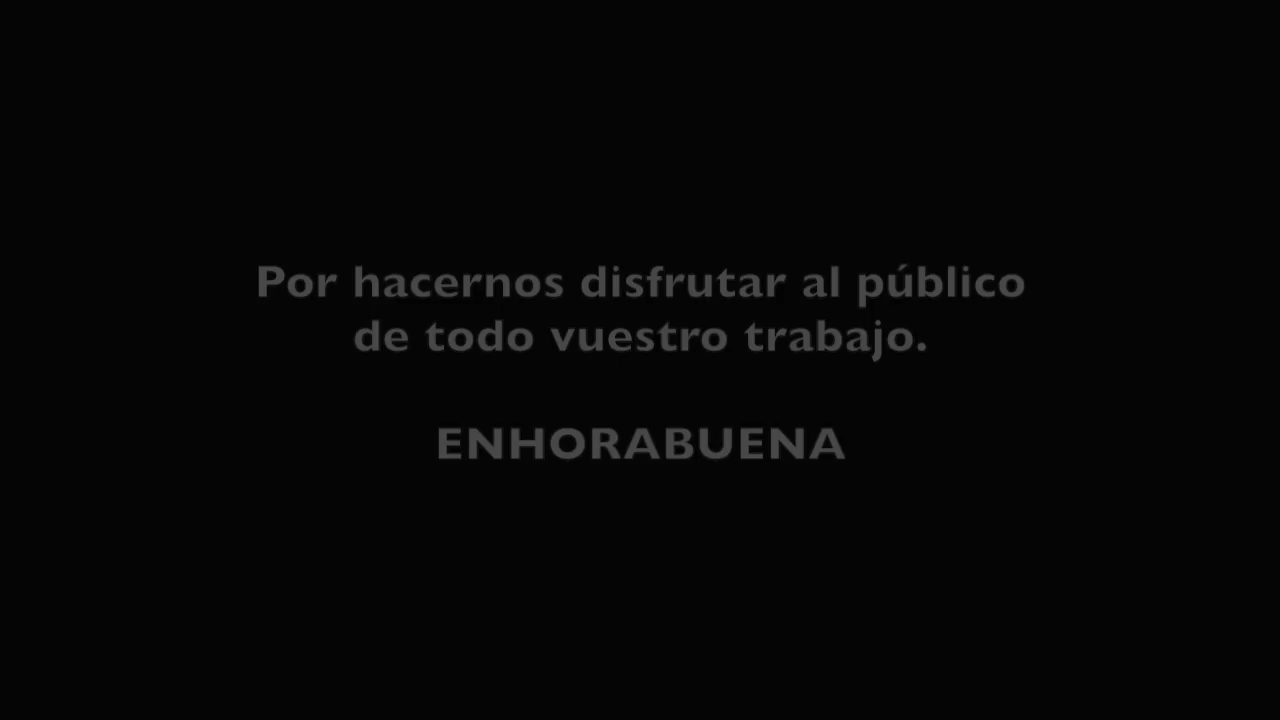 Por hacernos disfrutar al público
de todo vuestro trabajo.
ENHORABUENA